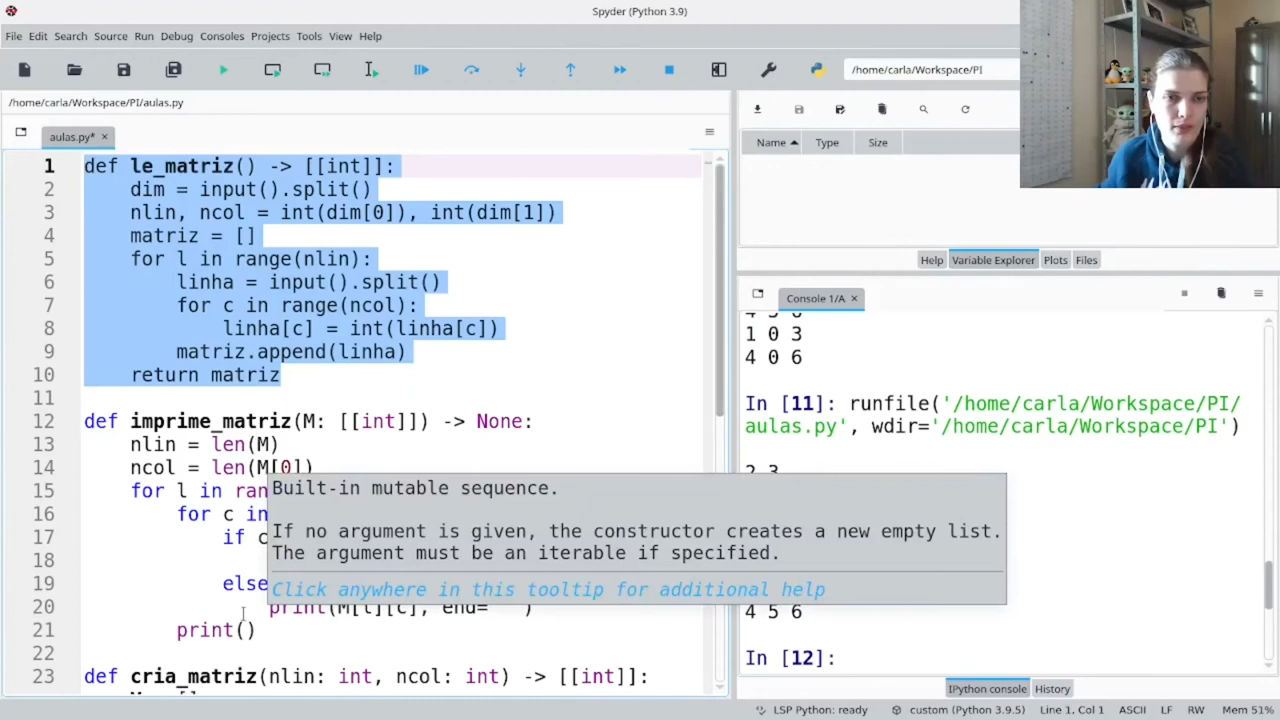 Spyder (Python 3.9)
File Edit Search Source Run Debug Consoles Projects Tools View Help
/home/carla/Workspace/PI
/home/carla/Workspace/PI/aulas.py
aulas.py*
Name Type Size
1 def le_matriz() -> [[int]]:
2 dim = input().split()
3 nlin, ncol = int(dim[0]), int(dim[1])
4 matriz = []
5 for l in range(nlin):
6 linha = input().split()
7 for c in range(ncol):
8 linha[c] = int(linha[c])
9 matriz.append(linha)
10 return matriz
11
12 def imprime_matriz(M: [[int]]) -> None:
13 nlin = len(M)
14 ncol = len(M[0])
15 for l in ran
16 for c in
17 if c
18
19 else
20 print(M[l][c], end=" ")
21 print()
22
23 def cria_matriz(nlin: int, ncol: int) -> [[int]]:
Built-in mutable sequence.
If no argument is given, the constructor creates a new empty list.
The argument must be an iterable if specified.
Click anywhere in this tooltip for additional help
Help Variable Explorer Plots Files
Console 1/A
4 5 6
1 0 3
4 0 6
In [11]: runfile('/home/carla/Workspace/PI/
aulas.py', wdir='/home/carla/Workspace/PI')
2 3
4 5 6
In [12]:
IPython console History
LSP Python: ready custom (Python 3.9.5) Line 1, Col 1 ASCII LF RW Mem 51%